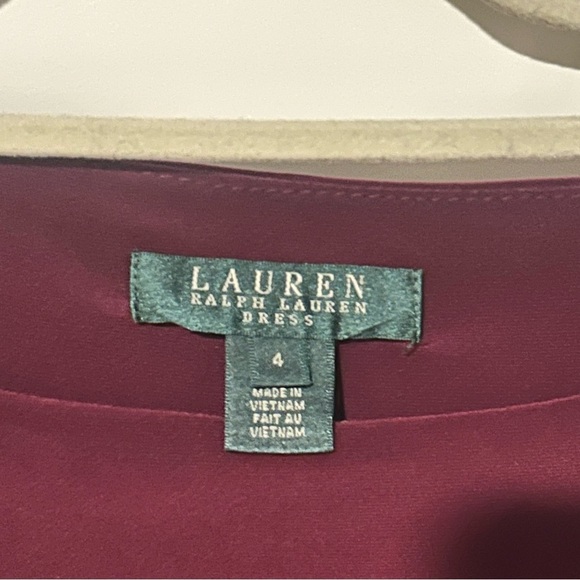 LAUREN
RALPH LAUREN
DRESS
4
MADE IN
VIETNAM
FAIT AU
VIETNAM